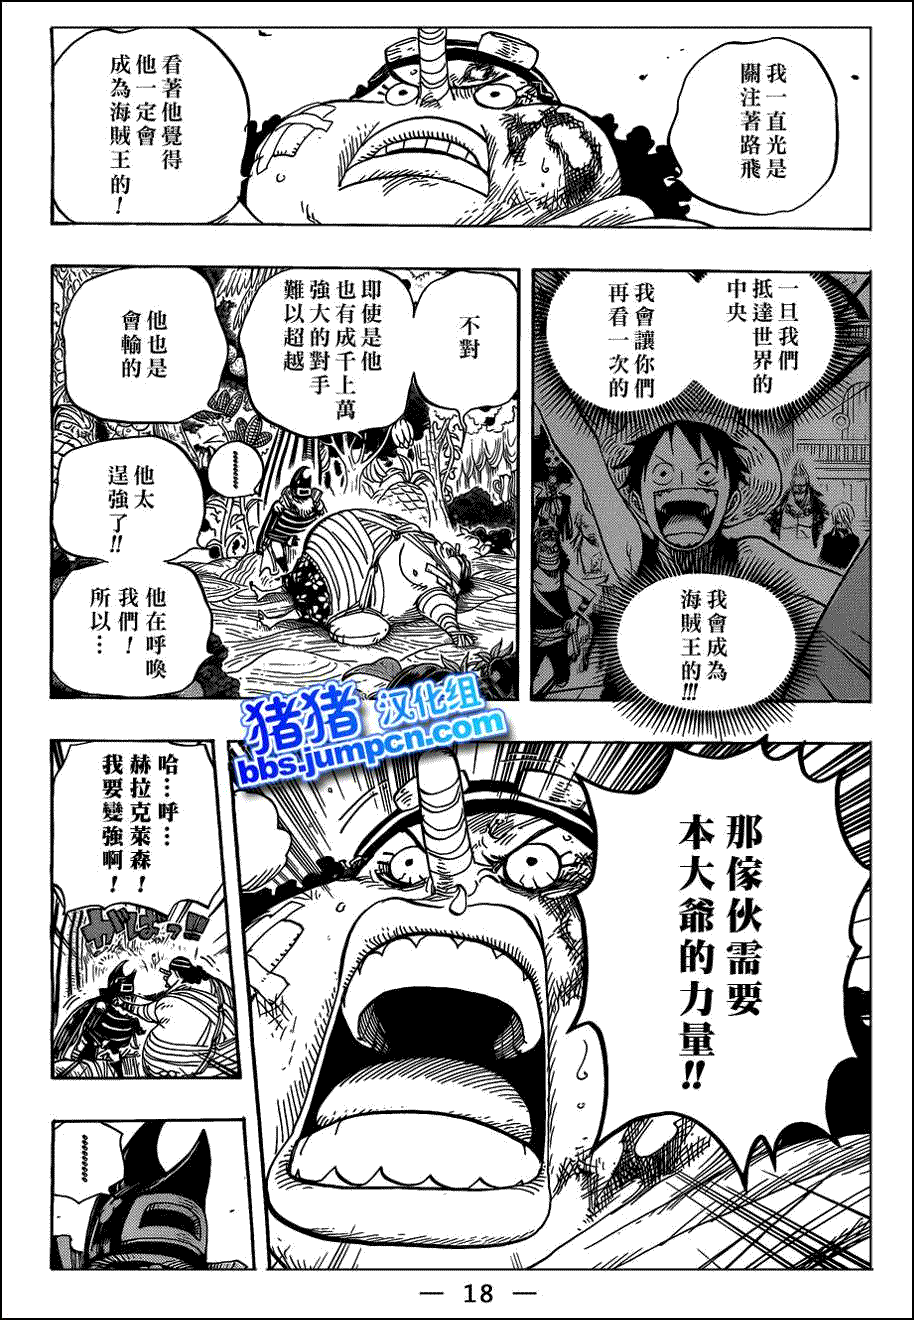 我一直光是
關注著路飛
看著他覺得
他一定會
成為海賊王的！
一旦我們
抵達世界的
中央
我會讓你們
再看一次的
我會成為
海賊王的!!!
不對
即使是他
也有成千上萬
強大的對手
難以超越
他也是
會輸的
………
他太
逞強了!!
他在呼喚
我們！
所以…
那傢伙需要
本大爺的力量!!
哈…呼…
赫拉克萊森！
我要變強啊！
………
猪猪汉化组
bbs.jumpcn.com
— 18 —